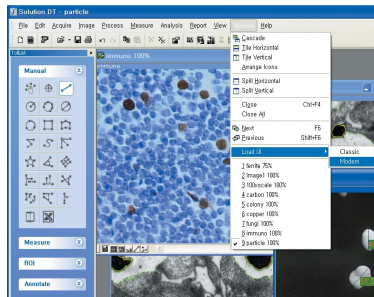 Solution DT - particle
File Edit Acquire Image Process Measure Analysis Report View Window Help
Toolbar
Immuno 100%
immuno
Manual
Measure
ROI
Annotate
Cascade
Tile Horizontal
Tile Vertical
Arrange Icons
Split Horizontal
Split Vertical
Close Ctrl+F4
Close All
Next F6
Previous Shift+F6
Load UI
Classic
Modern
1 ferrite 75%
2 Image1 100%
3 100xscale 100%
4 carbon 100%
5 colony 100%
6 copper 100%
7 fungi 100%
8 immuno 100%
9 particle 100%